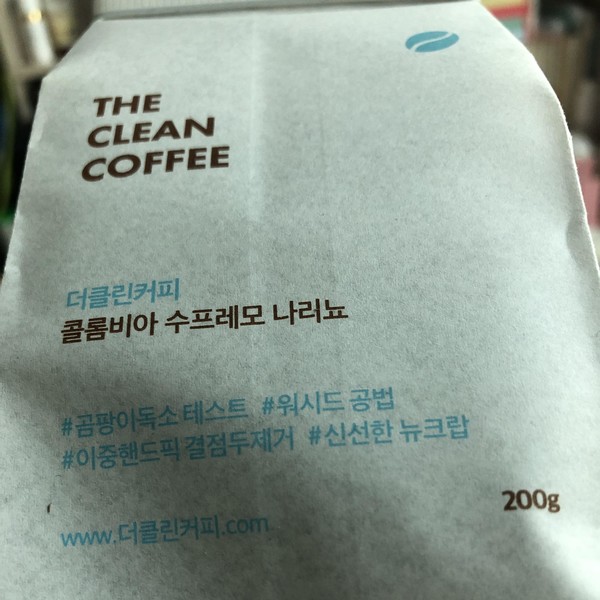 THE
CLEAN
COFFEE
더클린커피
콜롬비아 수프레모 나리뇨
#곰팡이독소 테스트 #워시드 공법
#이중핸드픽 결점두제거 #신선한 뉴크랍
200g
www.더클린커피.com